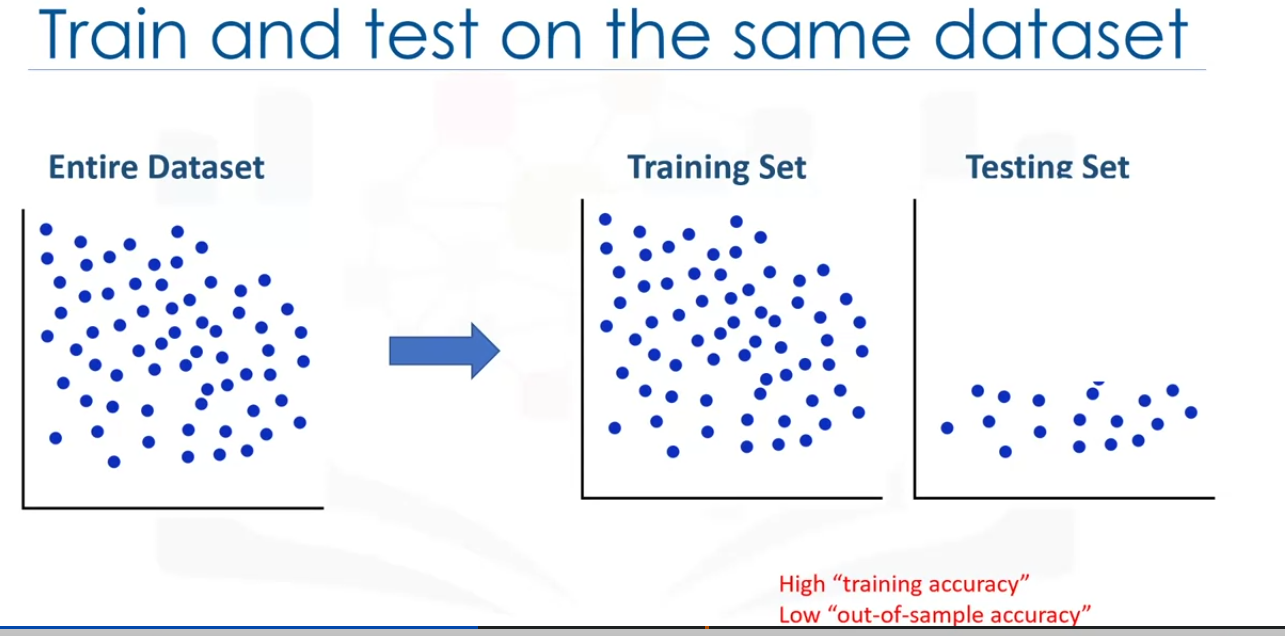 Train and test on the same dataset
Entire Dataset
Training Set
Testing Set
High “training accuracy”
Low “out-of-sample accuracy”